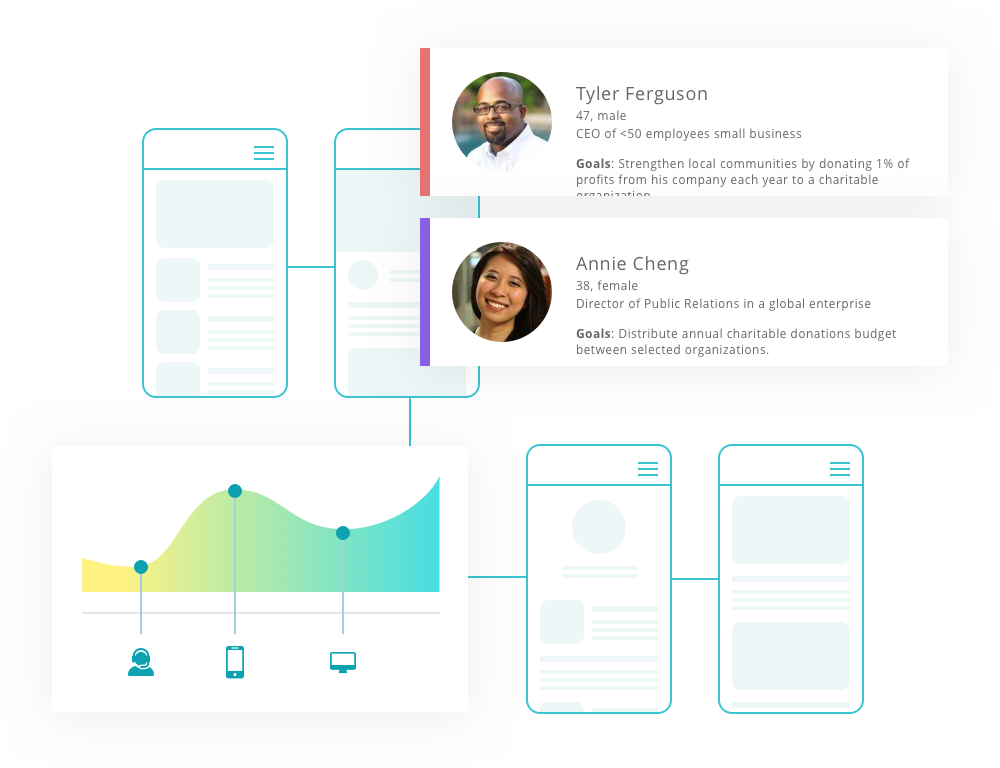 Tyler Ferguson
47, male
CEO of <50 employees small business
Goals: Strengthen local communities by donating 1% of
profits from his company each year to a charitable
organization.
Annie Cheng
38, female
Director of Public Relations in a global enterprise
Goals: Distribute annual charitable donations budget
between selected organizations.